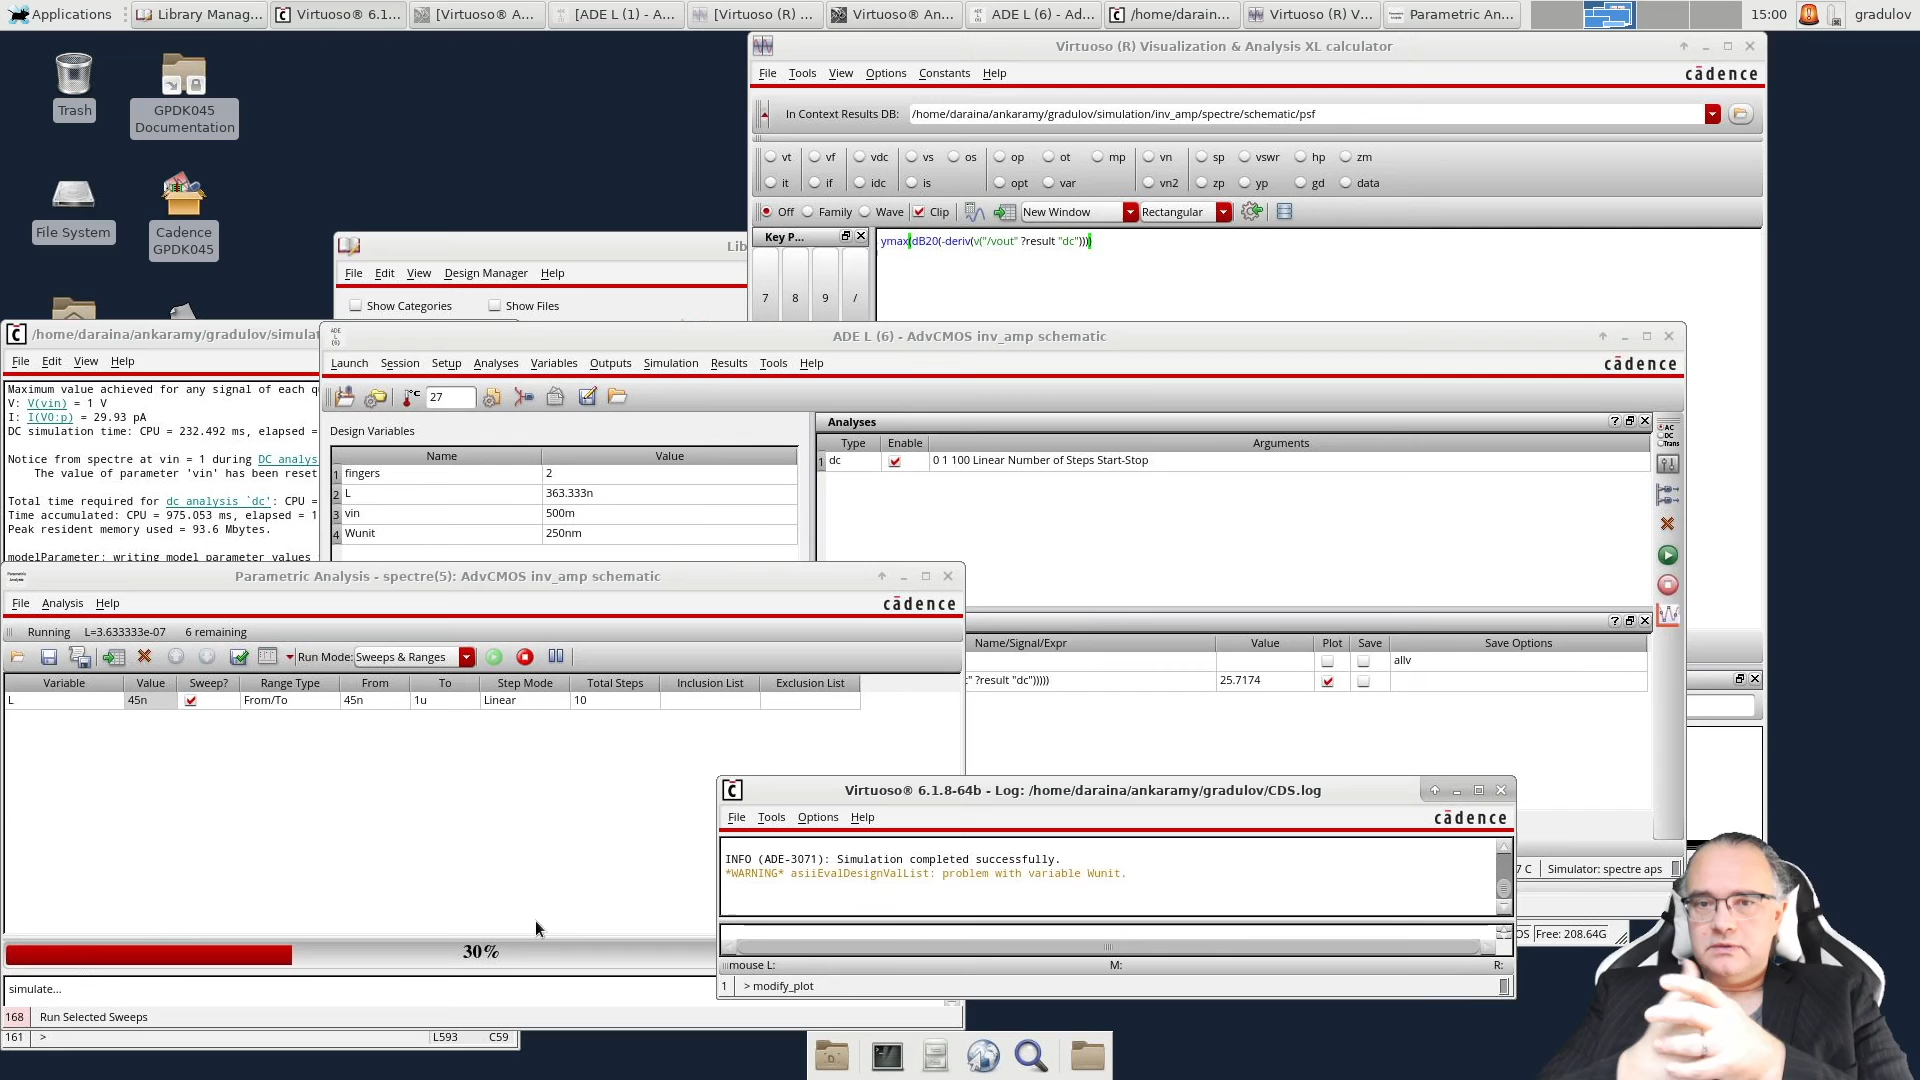 Applications
Library Manag...
Virtuoso® 6.1...
[Virtuoso® A...
[ADE L (1) - A...
[Virtuoso (R) ...
Virtuoso® An...
ADE L (6) - Ad...
/home/darain...
Virtuoso (R) V...
Parametric An...
15:00
gradulov
Trash
GPDK045
Documentation
File System
Cadence
GPDK045
Virtuoso (R) Visualization & Analysis XL calculator
File Tools View Options Constants Help
cādence
In Context Results DB: /home/daraina/ankaramy/gradulov/simulation/inv_amp/spectre/schematic/psf
vt vf vdc vs os op ot mp vn sp vswr hp zm
it if idc is opt var vn2 zp yp gd data
Off Family Wave Clip New Window Rectangular
Key P...
7 8 9 /
ymax(dB20(-deriv(v("/vout" ?result "dc"))))
Lib
File Edit View Design Manager Help
Show Categories Show Files
/home/daraina/ankaramy/gradulov/simulat
File Edit View Help
Maximum value achieved for any signal of each q
V: V(vin) = 1 V
I: I(V0:p) = 29.93 pA
DC simulation time: CPU = 232.492 ms, elapsed =
Notice from spectre at vin = 1 during DC analys
The value of parameter 'vin' has been reset
Total time required for dc analysis `dc': CPU =
Time accumulated: CPU = 975.053 ms, elapsed = 1
Peak resident memory used = 93.6 Mbytes.
modelParameter: writing model parameter values
ADE L (6) - AdvCMOS inv_amp schematic
Launch Session Setup Analyses Variables Outputs Simulation Results Tools Help
cādence
°C 27
Design Variables
Name Value
1 fingers 2
2 L 363.333n
3 vin 500m
4 Wunit 250nm
Analyses
Type Enable Arguments
1 dc 0 1 100 Linear Number of Steps Start-Stop
AC
DC
Trans
Name/Signal/Expr Value Plot Save Save Options
allv
" ?result "dc"))))) 25.7174
7 C Simulator: spectre aps
OS Free: 208.64G
Parametric Analysis - spectre(5): AdvCMOS inv_amp schematic
File Analysis Help
cādence
Running L=3.633333e-07 6 remaining
Run Mode: Sweeps & Ranges
Variable Value Sweep? Range Type From To Step Mode Total Steps Inclusion List Exclusion List
L 45n From/To 45n 1u Linear 10
30%
simulate...
168 Run Selected Sweeps
161 > L593 C59
Virtuoso® 6.1.8-64b - Log: /home/daraina/ankaramy/gradulov/CDS.log
File Tools Options Help
cādence
INFO (ADE-3071): Simulation completed successfully.
*WARNING* asiiEvalDesignValList: problem with variable Wunit.
mouse L: M: R:
1 > modify_plot